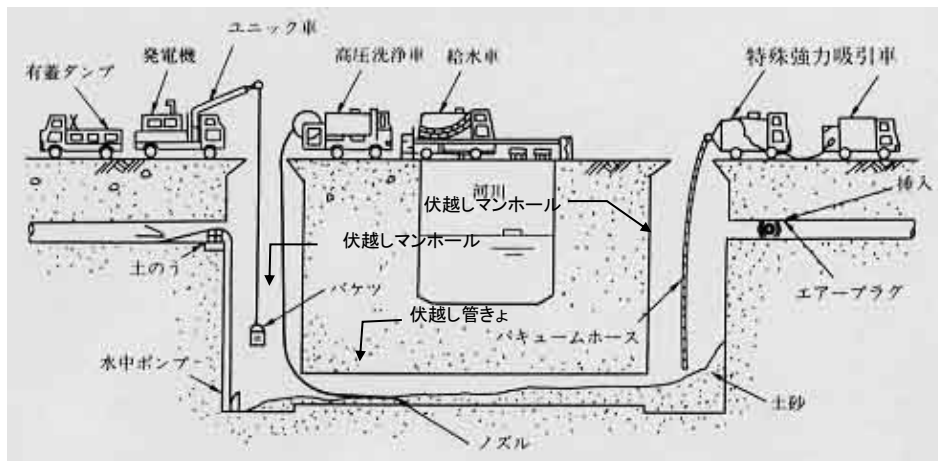 有蓋ダンプ
発電機
ユニック車
高圧洗浄車
給水車
特殊強力吸引車
河川
伏越しマンホール
伏越しマンホール
挿入
土のう
エアープラグ
バケツ
伏越し管きょ
バキュームホース
水中ポンプ
土砂
ノズル